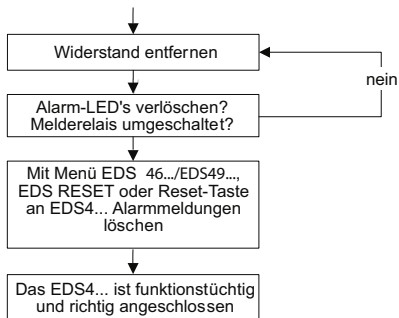 Widerstand entfernen
nein
Alarm-LED's verlöschen?
Melderelais umgeschaltet?
Mit Menü EDS 46.../EDS49...,
EDS RESET oder Reset-Taste
an EDS4... Alarmmeldungen
löschen
Das EDS4... ist funktionstüchtig
und richtig angeschlossen